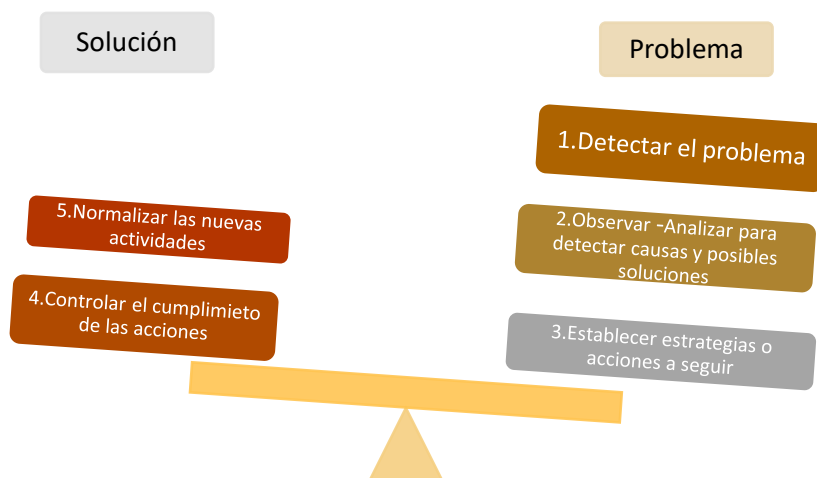 Solución
Problema
1.Detectar el problema
2.Observar -Analizar para
detectar causas y posibles
soluciones
3.Establecer estrategias o
acciones a seguir
5.Normalizar las nuevas
actividades
4.Controlar el cumplimieto
de las acciones